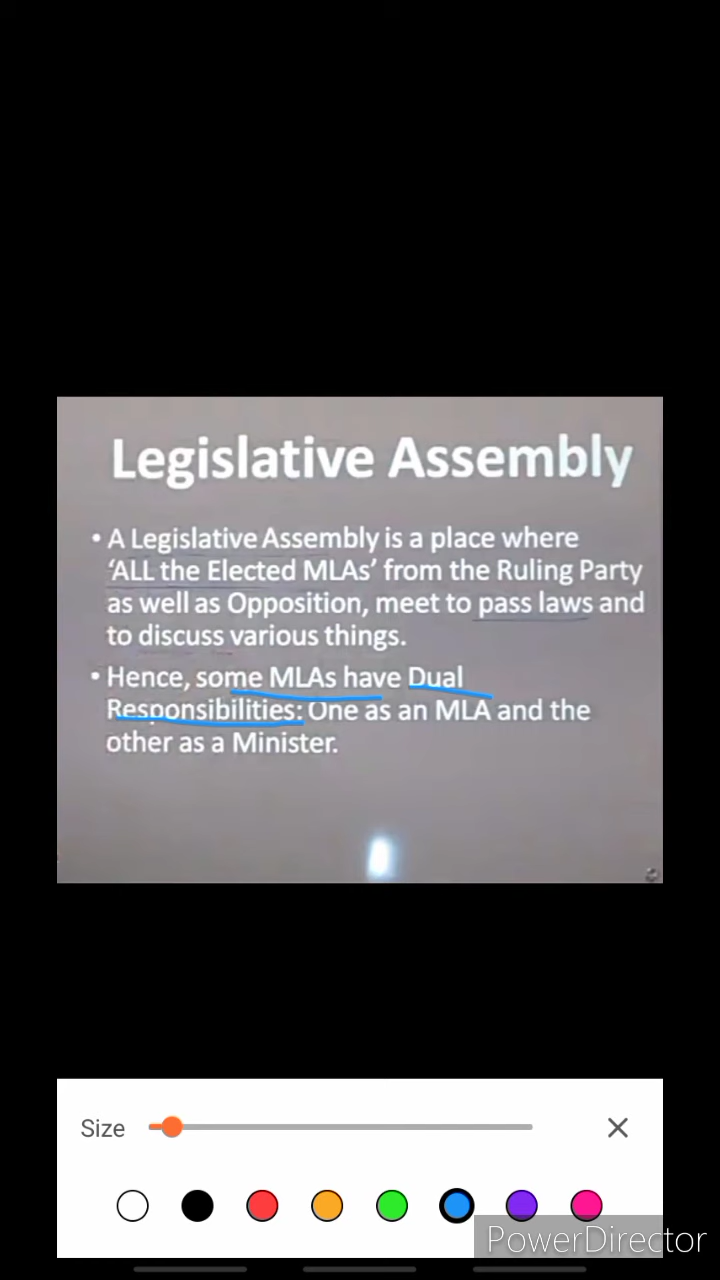 Legislative Assembly
• A Legislative Assembly is a place where
‘ALL the Elected MLAs’ from the Ruling Party
as well as Opposition, meet to pass laws and
to discuss various things.
• Hence, some MLAs have Dual
Responsibilities: One as an MLA and the
other as a Minister.
Size
PowerDirector